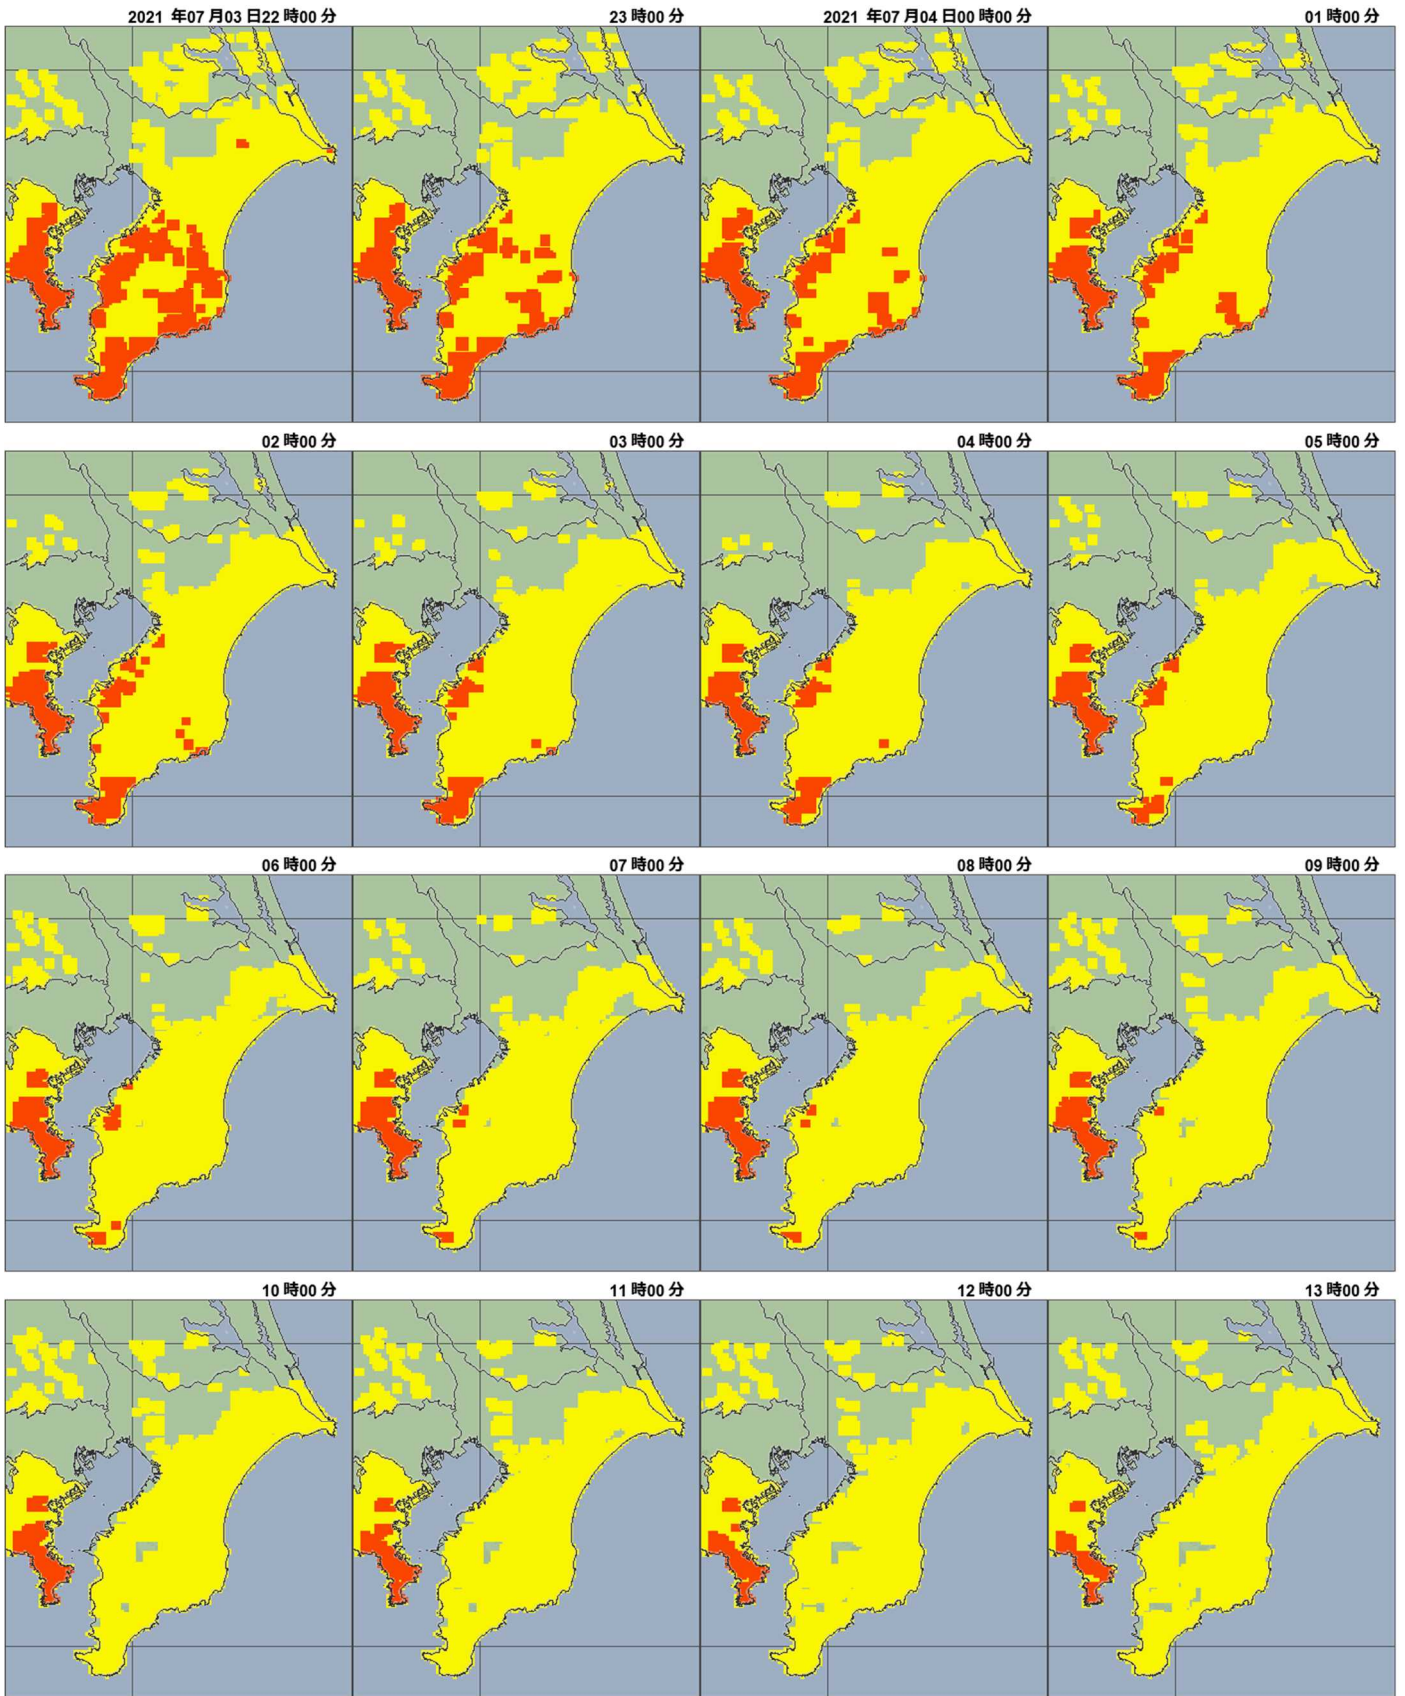 2021 年07 月03 日22 時00 分
23 時00 分
2021 年07 月04 日00 時00 分
01 時00 分
02 時00 分
03 時00 分
04 時00 分
05 時00 分
06 時00 分
07 時00 分
08 時00 分
09 時00 分
10 時00 分
11 時00 分
12 時00 分
13 時00 分